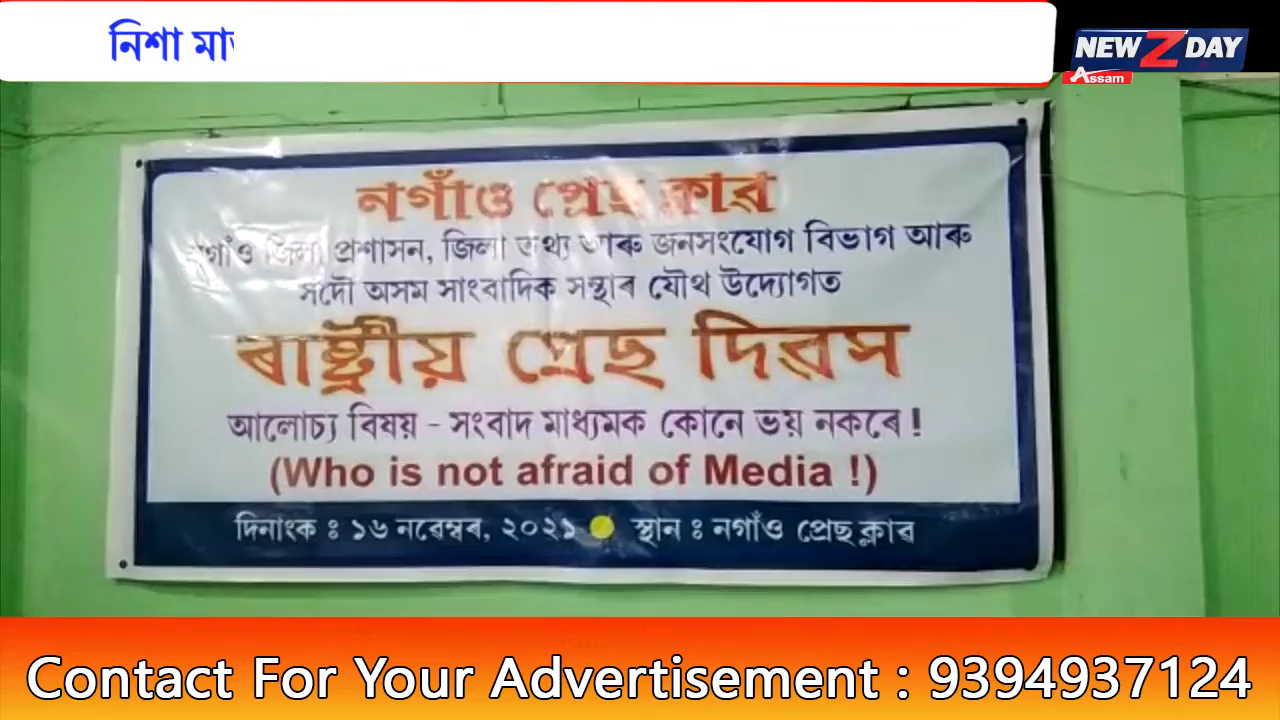 নিশা
NEWZDAY
Assam
নগাঁও প্ৰেছ ক্লাৱ
নগাঁও জিলা প্ৰশাসন, জিলা তথ্য আৰু জনসংযোগ বিভাগ আৰু
সদৌ অসম সাংবাদিক সন্থাৰ যৌথ উদ্যোগত
ৰাষ্ট্ৰীয় প্ৰেছ দিৱস
আলোচ্য বিষয় - সংবাদ মাধ্যমক কোনে ভয় নকৰে !
(Who is not afraid of Media !)
দিনাংক ঃ ১৬ নৱেম্বৰ, ২০২১ স্থান ঃ নগাঁও প্ৰেছ ক্লাৱ
Contact For Your Advertisement : 9394937124